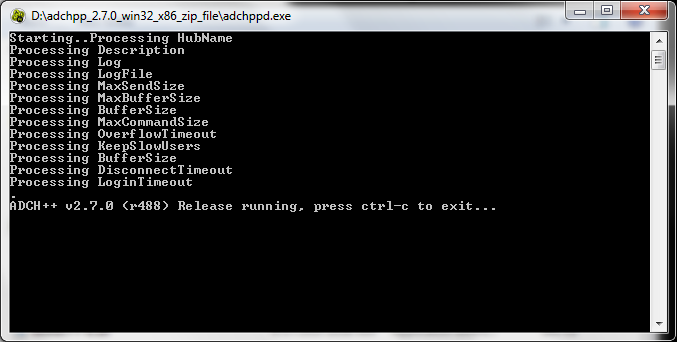 D:\adchpp_2.7.0_win32_x86_zip_file\adchppd.exe
Starting..Processing HubName
Processing Description
Processing Log
Processing LogFile
Processing MaxSendSize
Processing MaxBufferSize
Processing BufferSize
Processing MaxCommandSize
Processing OverflowTimeout
Processing KeepSlowUsers
Processing BufferSize
Processing DisconnectTimeout
Processing LoginTimeout
.
ADCH++ v2.7.0 (r488) Release running, press ctrl-c to exit...